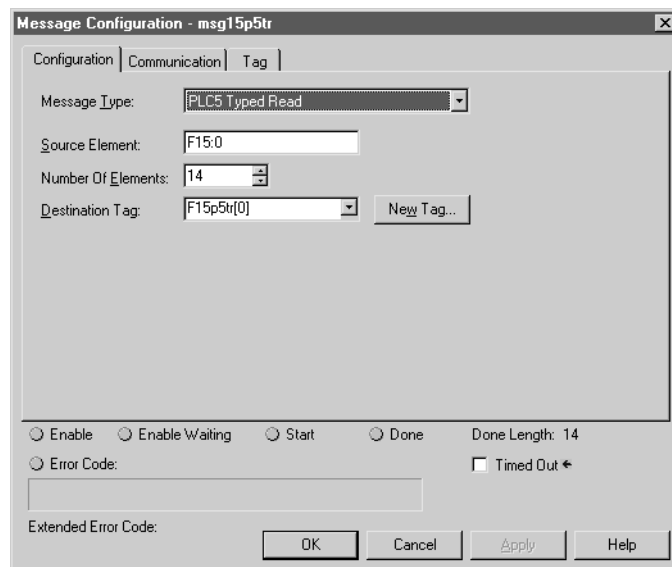 Message Configuration - msg15p5tr
Configuration Communication Tag
Message Type: PLC5 Typed Read
Source Element: F15:0
Number Of Elements: 14
Destination Tag: F15p5tr[0] New Tag...
Enable Enable Waiting Start Done Done Length: 14
Error Code: Timed Out
Extended Error Code:
OK Cancel Apply Help